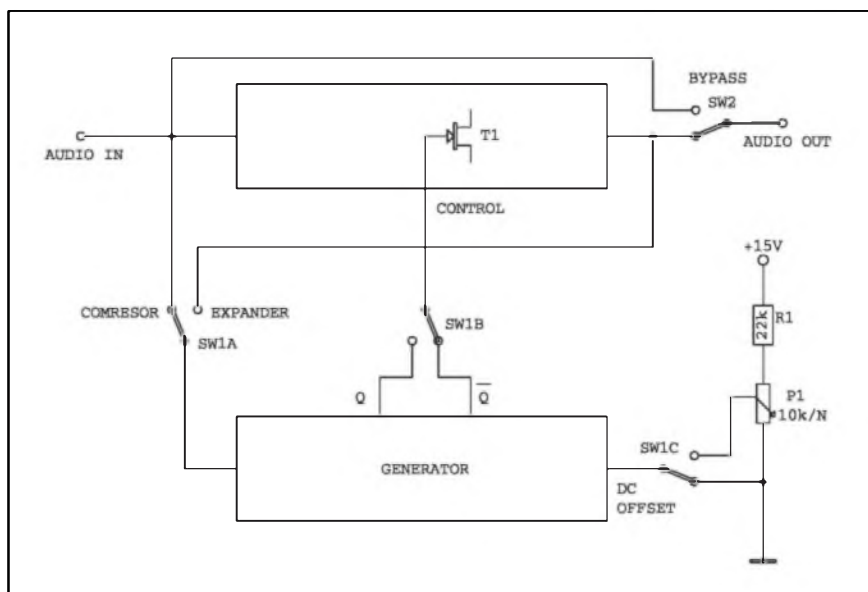 BYPASS
SW2
AUDIO IN
T1
AUDIO OUT
CONTROL
+15V
COMRESOR
EXPANDER
SW1A
SW1B
22k
R1
Q
Q̅
P1
10k/N
SW1C
GENERATOR
DC
OFFSET